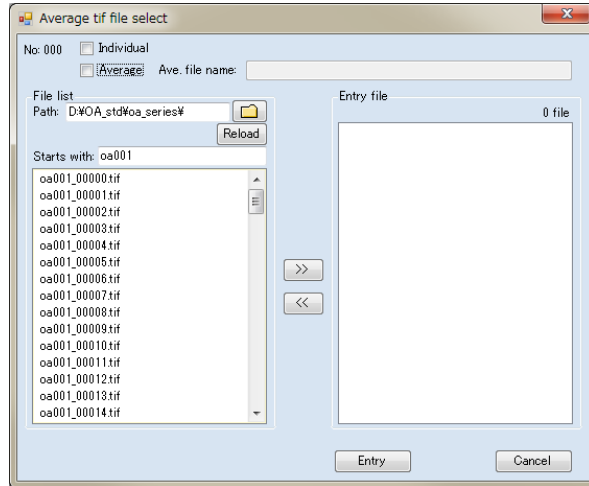 Average tif file select
No: 000 Individual
Average Ave. file name:
File list
Path: D:¥OA_std¥oa_series¥
Reload
Starts with: oa001
oa001_00000.tif
oa001_00001.tif
oa001_00002.tif
oa001_00003.tif
oa001_00004.tif
oa001_00005.tif
oa001_00006.tif
oa001_00007.tif
oa001_00008.tif
oa001_00009.tif
oa001_00010.tif
oa001_00011.tif
oa001_00012.tif
oa001_00013.tif
oa001_00014.tif
>>
<<
Entry file
0 file
Entry Cancel